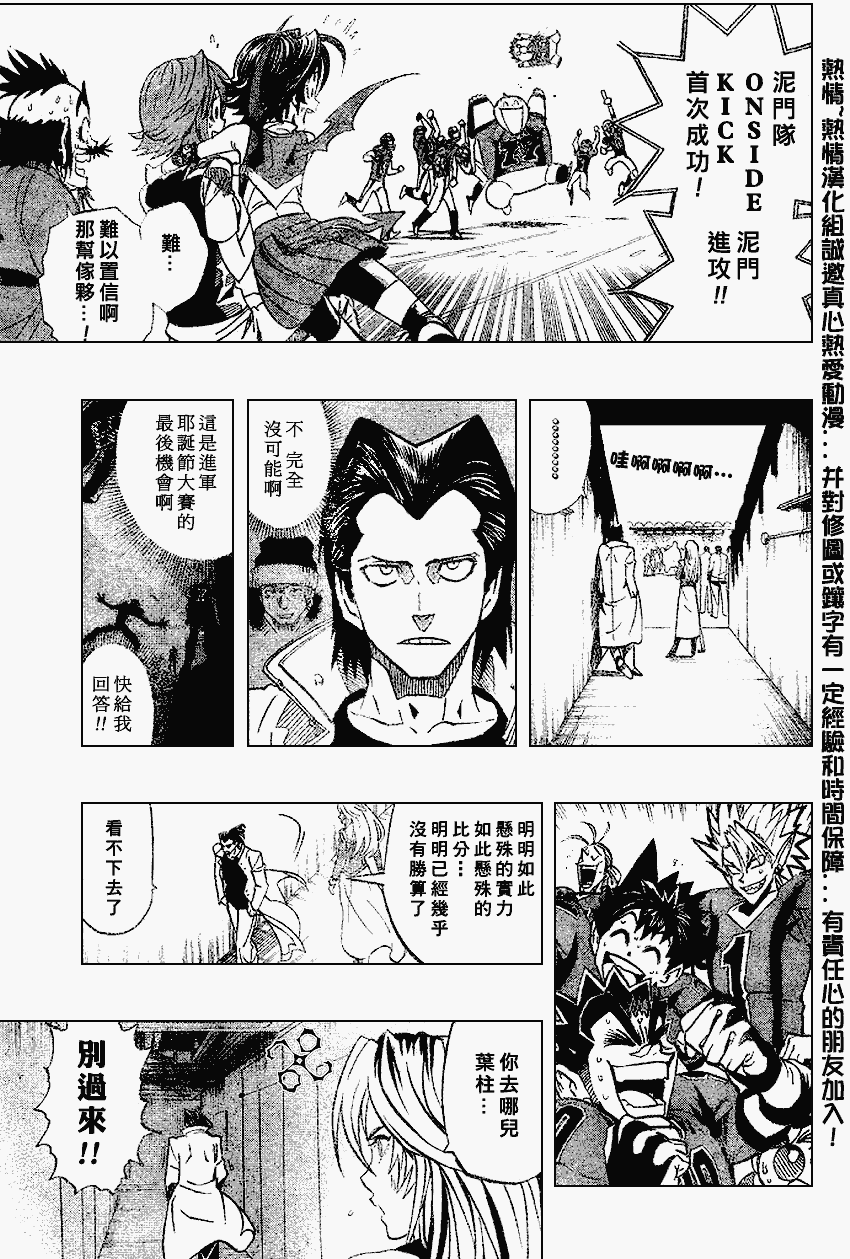 泥門隊
ONSIDE
KICK
首次成功！
泥門
進攻!!
難…
難以置信啊
那幫傢夥…！
哇啊啊啊啊…
不 完全
沒可能啊
這是進軍
耶誕節大賽的
最後機會啊
快給我
回答!!
明明如此
懸殊的實力
如此懸殊的
比分…
明明已經幾乎
沒有勝算了
看不下去了
你去哪兒
葉柱…
別過來!!
熱情，熱情漢化組誠邀真心熱愛動漫…并對修圖或鑲字有一定經驗和時間保障…有責任心的朋友加入！